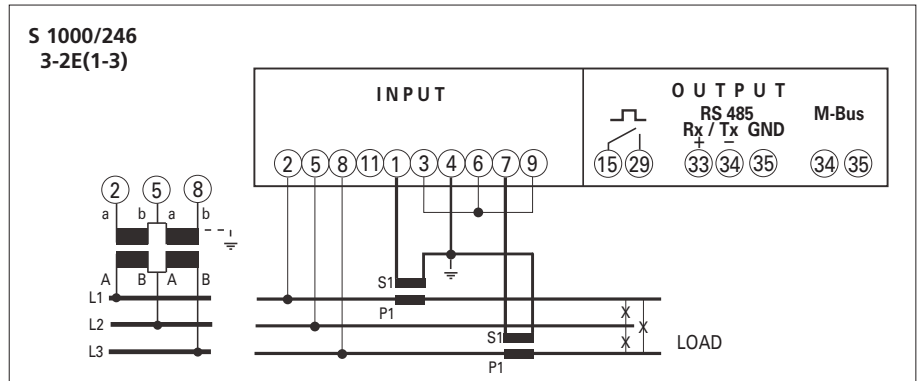 S 1000/246
3-2E(1-3)
INPUT
OUTPUT
RS 485
Rx / Tx GND
+ −
M-Bus
2 5 8 11 1 3 4 6 7 9
15 29 33 34 35 34 35
2 5 8
a b a b
A B A B
L1
L2
L3
S1
P1
S1
P1
X
X
X
LOAD